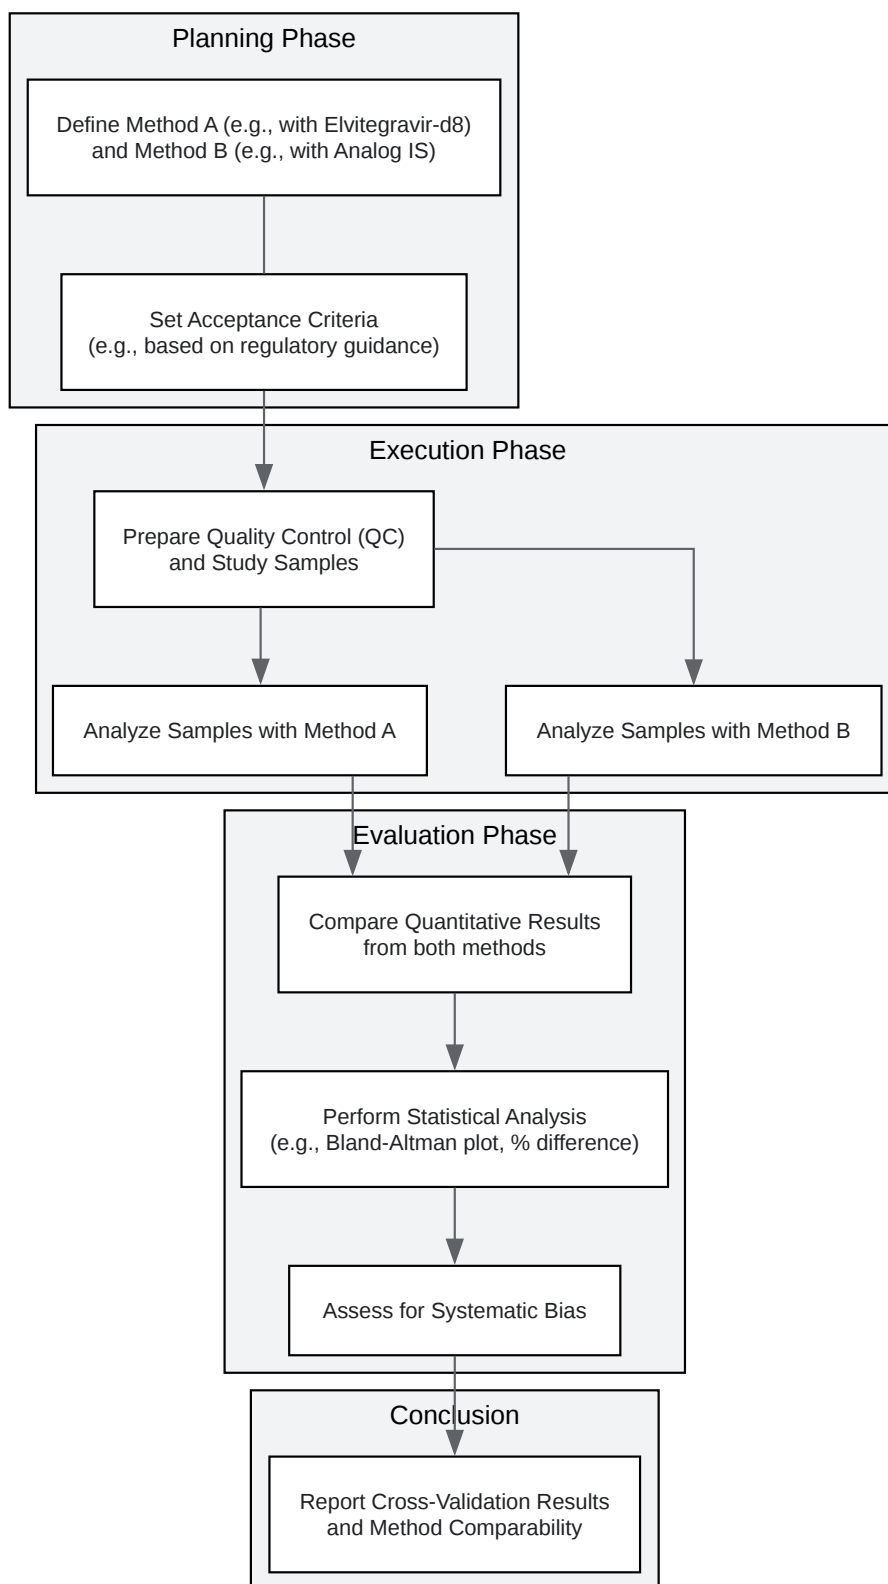 Planning Phase
Define Method A (e.g., with Elvitegravir-d8)
and Method B (e.g., with Analog IS)
Set Acceptance Criteria
(e.g., based on regulatory guidance)
Execution Phase
Prepare Quality Control (QC)
and Study Samples
Analyze Samples with Method A
Analyze Samples with Method B
Evaluation Phase
Compare Quantitative Results
from both methods
Perform Statistical Analysis
(e.g., Bland-Altman plot, % difference)
Assess for Systematic Bias
Conclusion
Report Cross-Validation Results
and Method Comparability